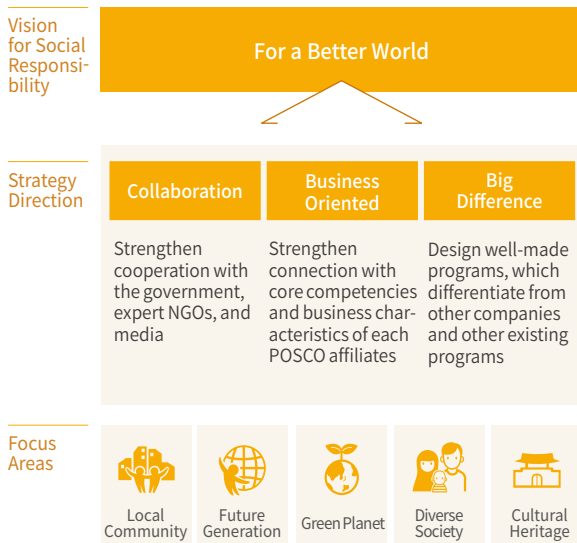 Vision
for Social
Responsi-
bility
For a Better World
Strategy
Direction
Collaboration
Strengthen
cooperation with
the government,
expert NGOs, and
media
Business
Oriented
Strengthen
connection with
core competencies
and business char-
acteristics of each
POSCO affiliates
Big
Difference
Design well-made
programs, which
differentiate from
other companies
and other existing
programs
Focus
Areas
Local
Community
Future
Generation
Green Planet
Diverse
Society
Cultural
Heritage